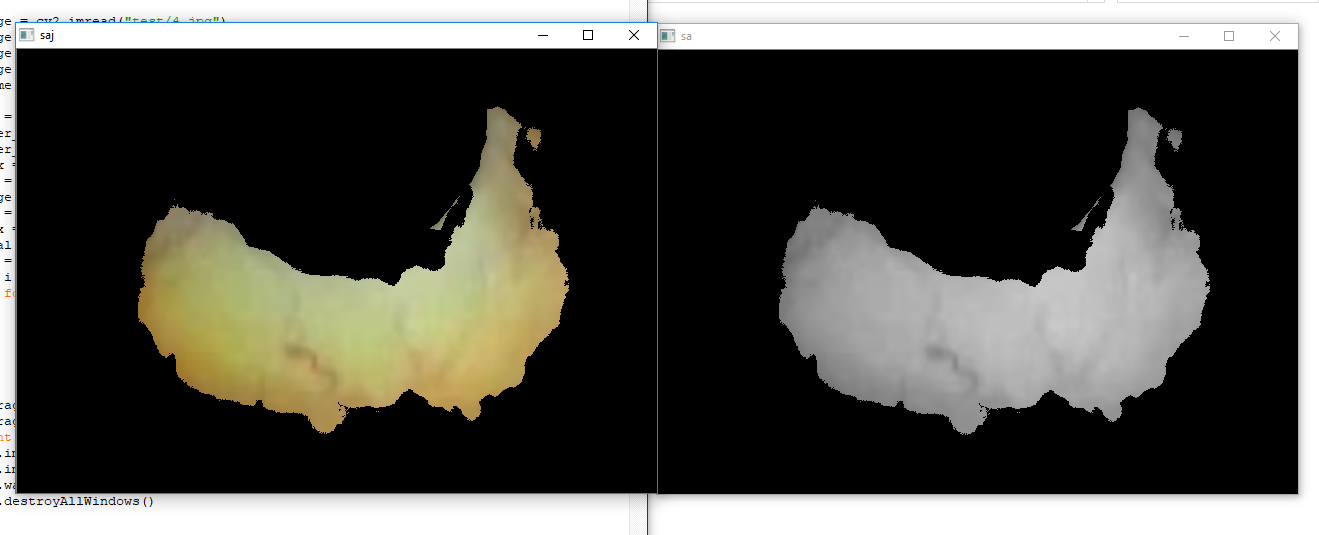 ge = cv2.imread("test/4.jpg")
saj
sa
ge
ge
ge
me
=
er_
er_
x =
=
ge
=
x =
al
=
i
fo
rag
rag
nt
.im
.im
.wa
.destroyAllWindows()